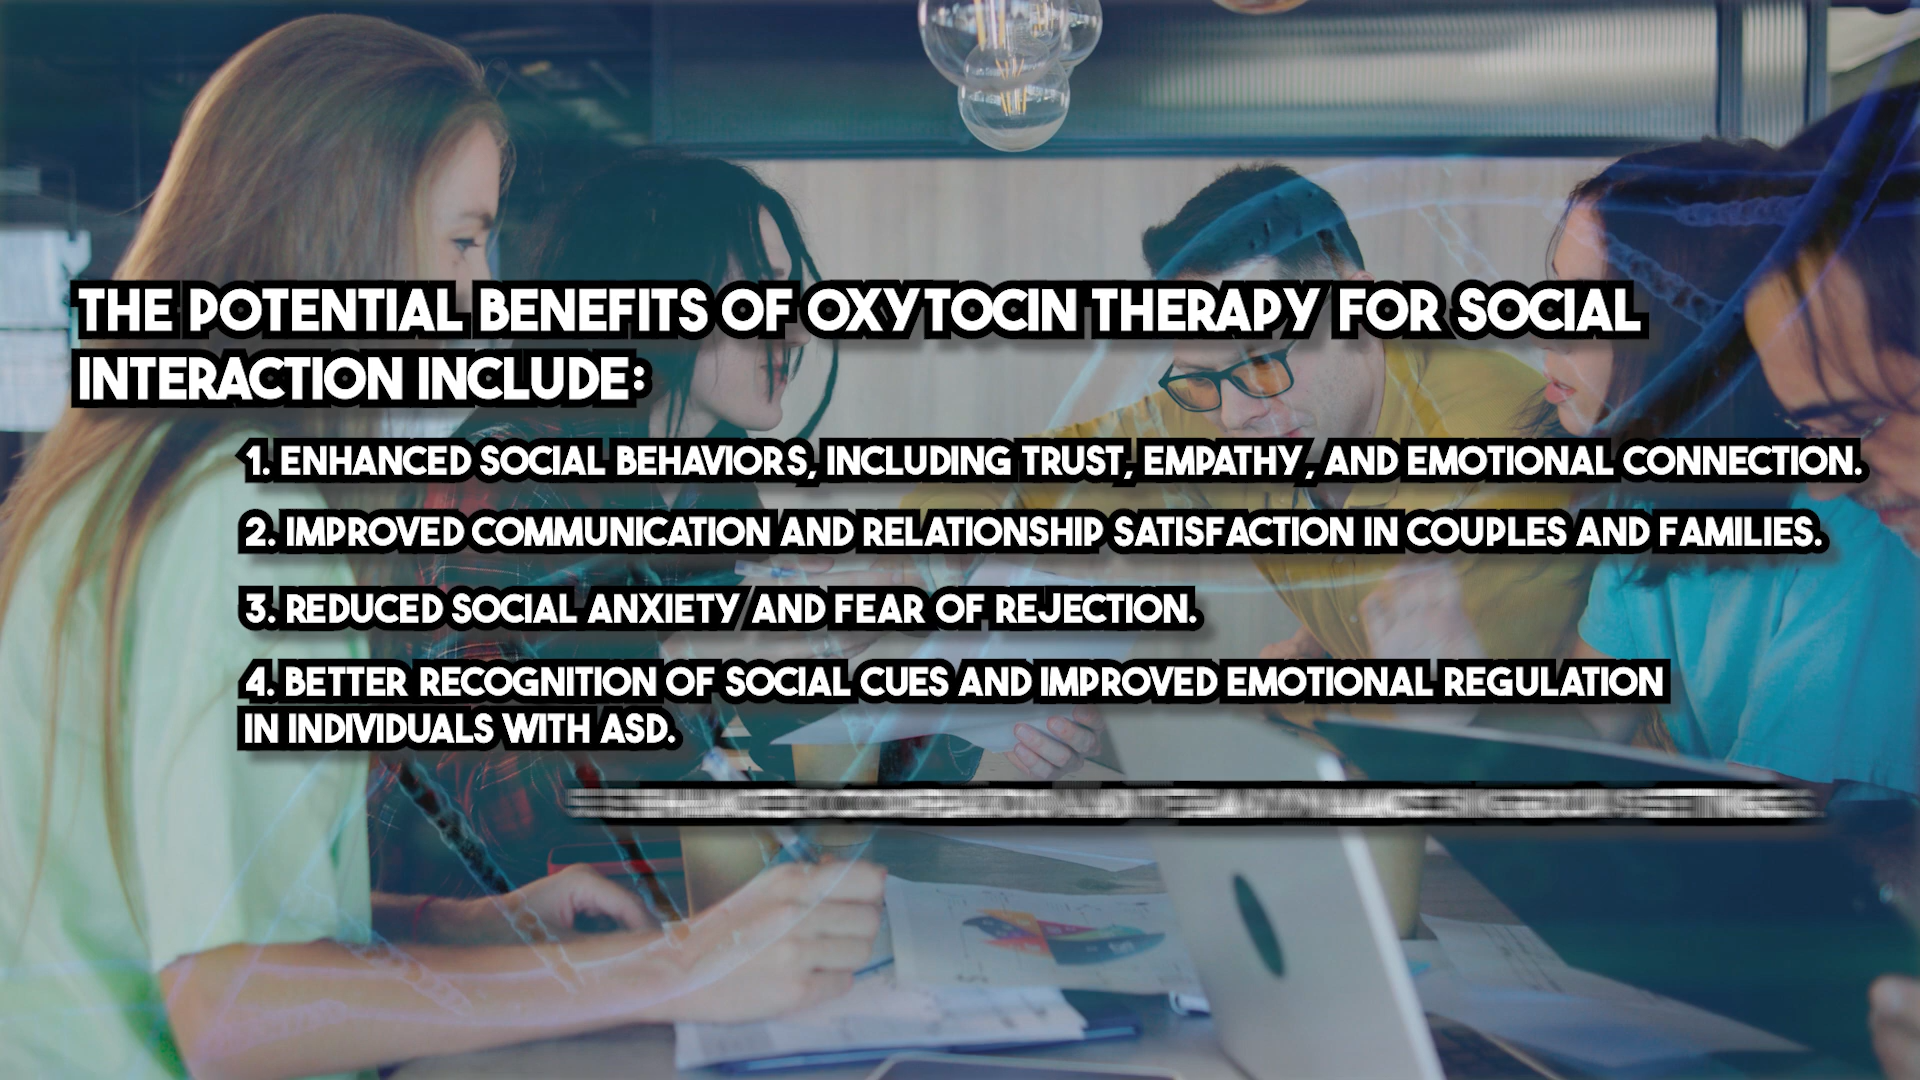 THE POTENTIAL BENEFITS OF OXYTOCIN THERAPY FOR SOCIAL
INTERACTION INCLUDE:
1. ENHANCED SOCIAL BEHAVIORS, INCLUDING TRUST, EMPATHY, AND EMOTIONAL CONNECTION.
2. IMPROVED COMMUNICATION AND RELATIONSHIP SATISFACTION IN COUPLES AND FAMILIES.
3. REDUCED SOCIAL ANXIETY AND FEAR OF REJECTION.
4. BETTER RECOGNITION OF SOCIAL CUES AND IMPROVED EMOTIONAL REGULATION
IN INDIVIDUALS WITH ASD.